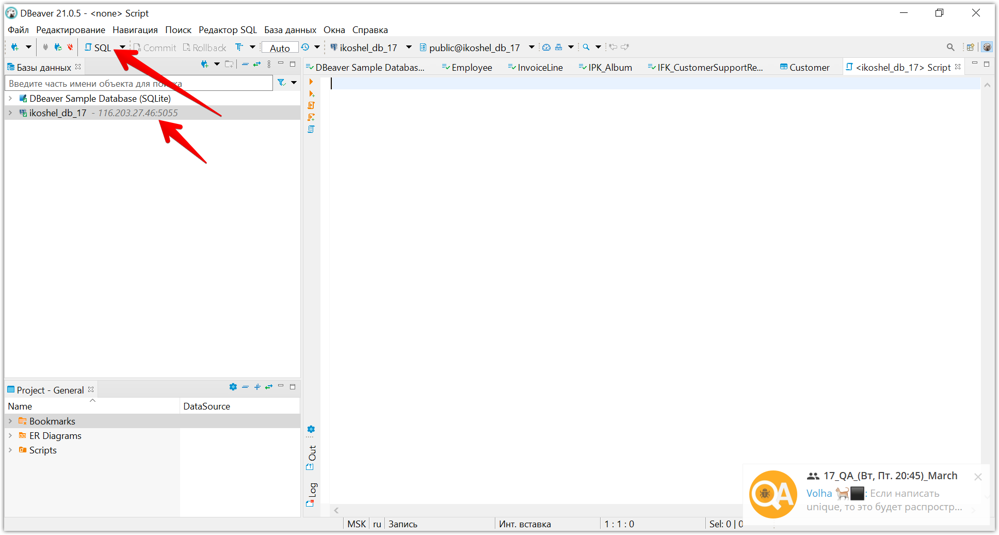 DBeaver 21.0.5 - <none> Script
Файл Редактирование Навигация Поиск Редактор SQL База данных Окна Справка
SQL Commit Rollback Auto ikoshel_db_17 public@ikoshel_db_17
Базы данных
DBeaver Sample Databas... Employee InvoiceLine IPK_Album IFK_CustomerSupportRe... Customer <ikoshel_db_17> Script
Введите часть имени объекта для поиска
DBeaver Sample Database (SQLite)
ikoshel_db_17 - 116.203.27.46:5055
Project - General
Name DataSource
Bookmarks
ER Diagrams
Scripts
Out
Log
17_QA_(Вт, Пт. 20:45)_March
QA
Volha : Если написать
unique, то это будет распростр...
MSK ru Запись Инт. вставка 1 : 1 : 0 Sel: 0 | 0